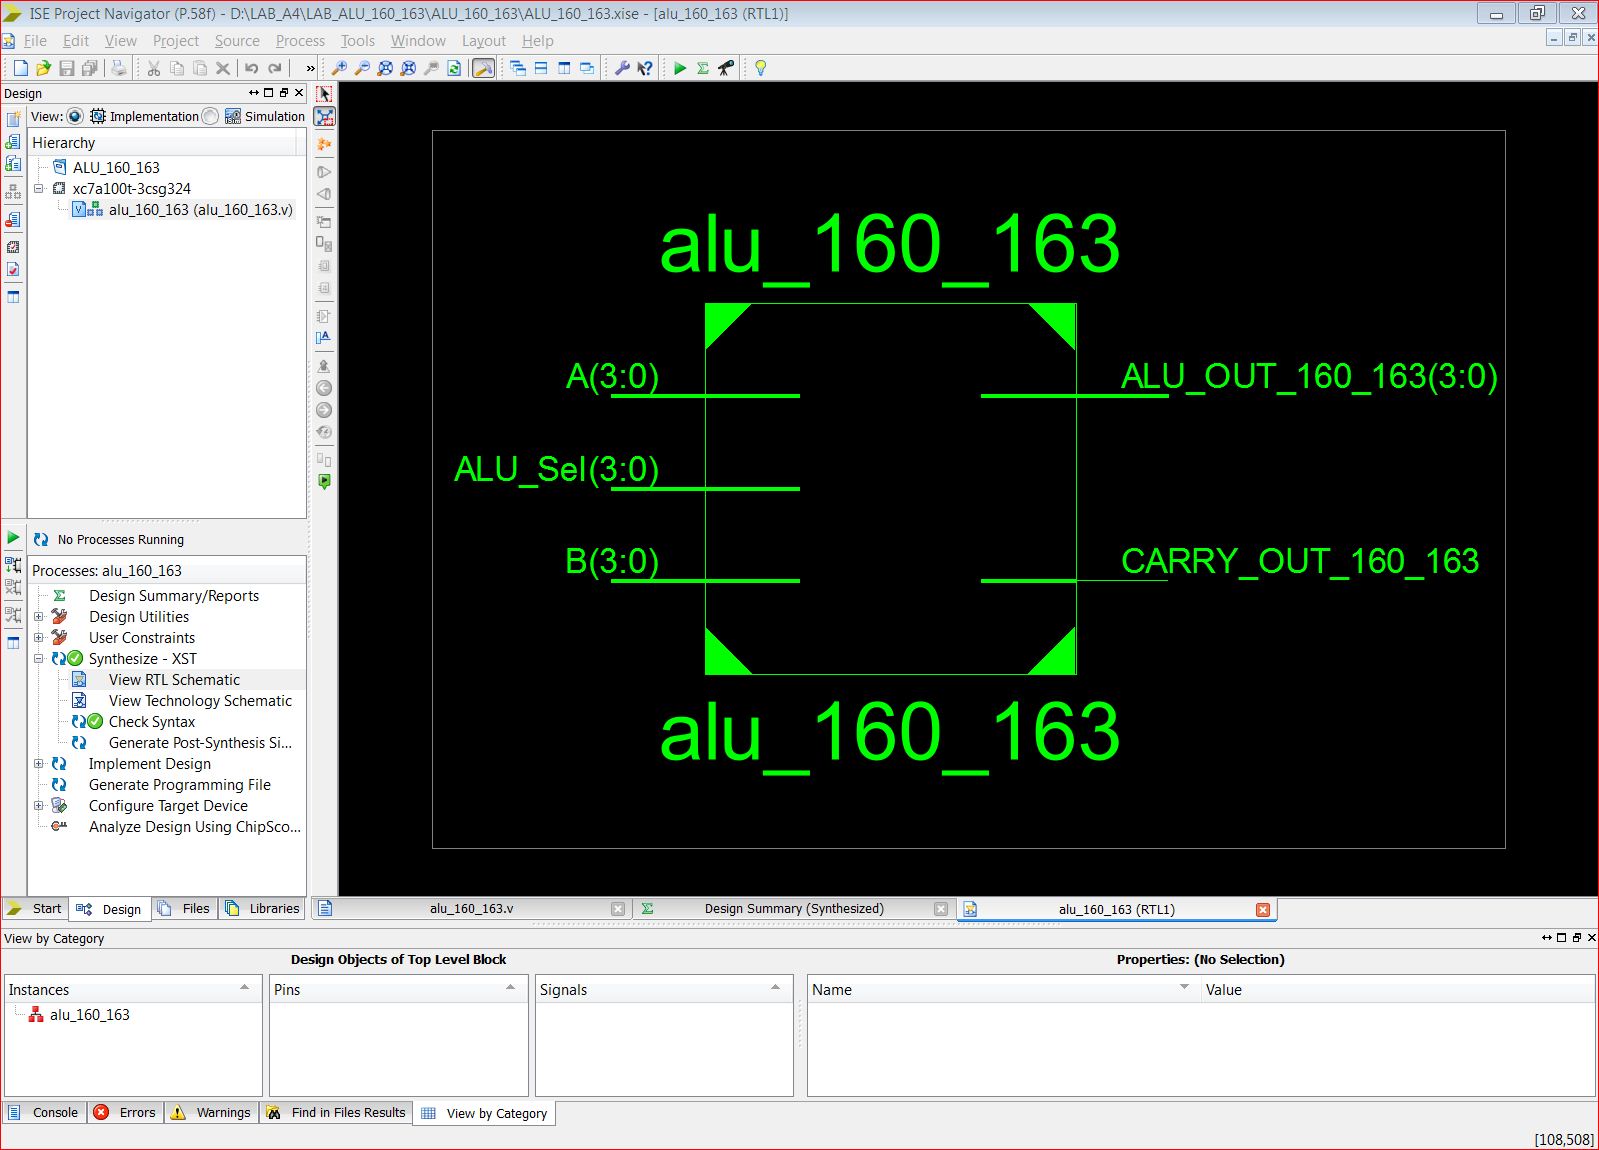 ISE Project Navigator (P.58f) - D:\LAB_A4\LAB_ALU_160_163\ALU_160_163\ALU_160_163.xise - [alu_160_163 (RTL1)]
File Edit View Project Source Process Tools Window Layout Help
»
Design
View: Implementation Simulation
Hierarchy
ALU_160_163
xc7a100t-3csg324
alu_160_163 (alu_160_163.v)
No Processes Running
Processes: alu_160_163
Design Summary/Reports
Design Utilities
User Constraints
Synthesize - XST
View RTL Schematic
View Technology Schematic
Check Syntax
Generate Post-Synthesis Si...
Implement Design
Generate Programming File
Configure Target Device
Analyze Design Using ChipSco...
Start Design Files Libraries
alu_160_163
A(3:0)
ALU_OUT_160_163(3:0)
ALU_Sel(3:0)
B(3:0)
CARRY_OUT_160_163
alu_160_163
alu_160_163.v Design Summary (Synthesized) alu_160_163 (RTL1)
View by Category
Design Objects of Top Level Block
Properties: (No Selection)
Instances Pins Signals Name Value
alu_160_163
Console Errors Warnings Find in Files Results View by Category
[108,508]